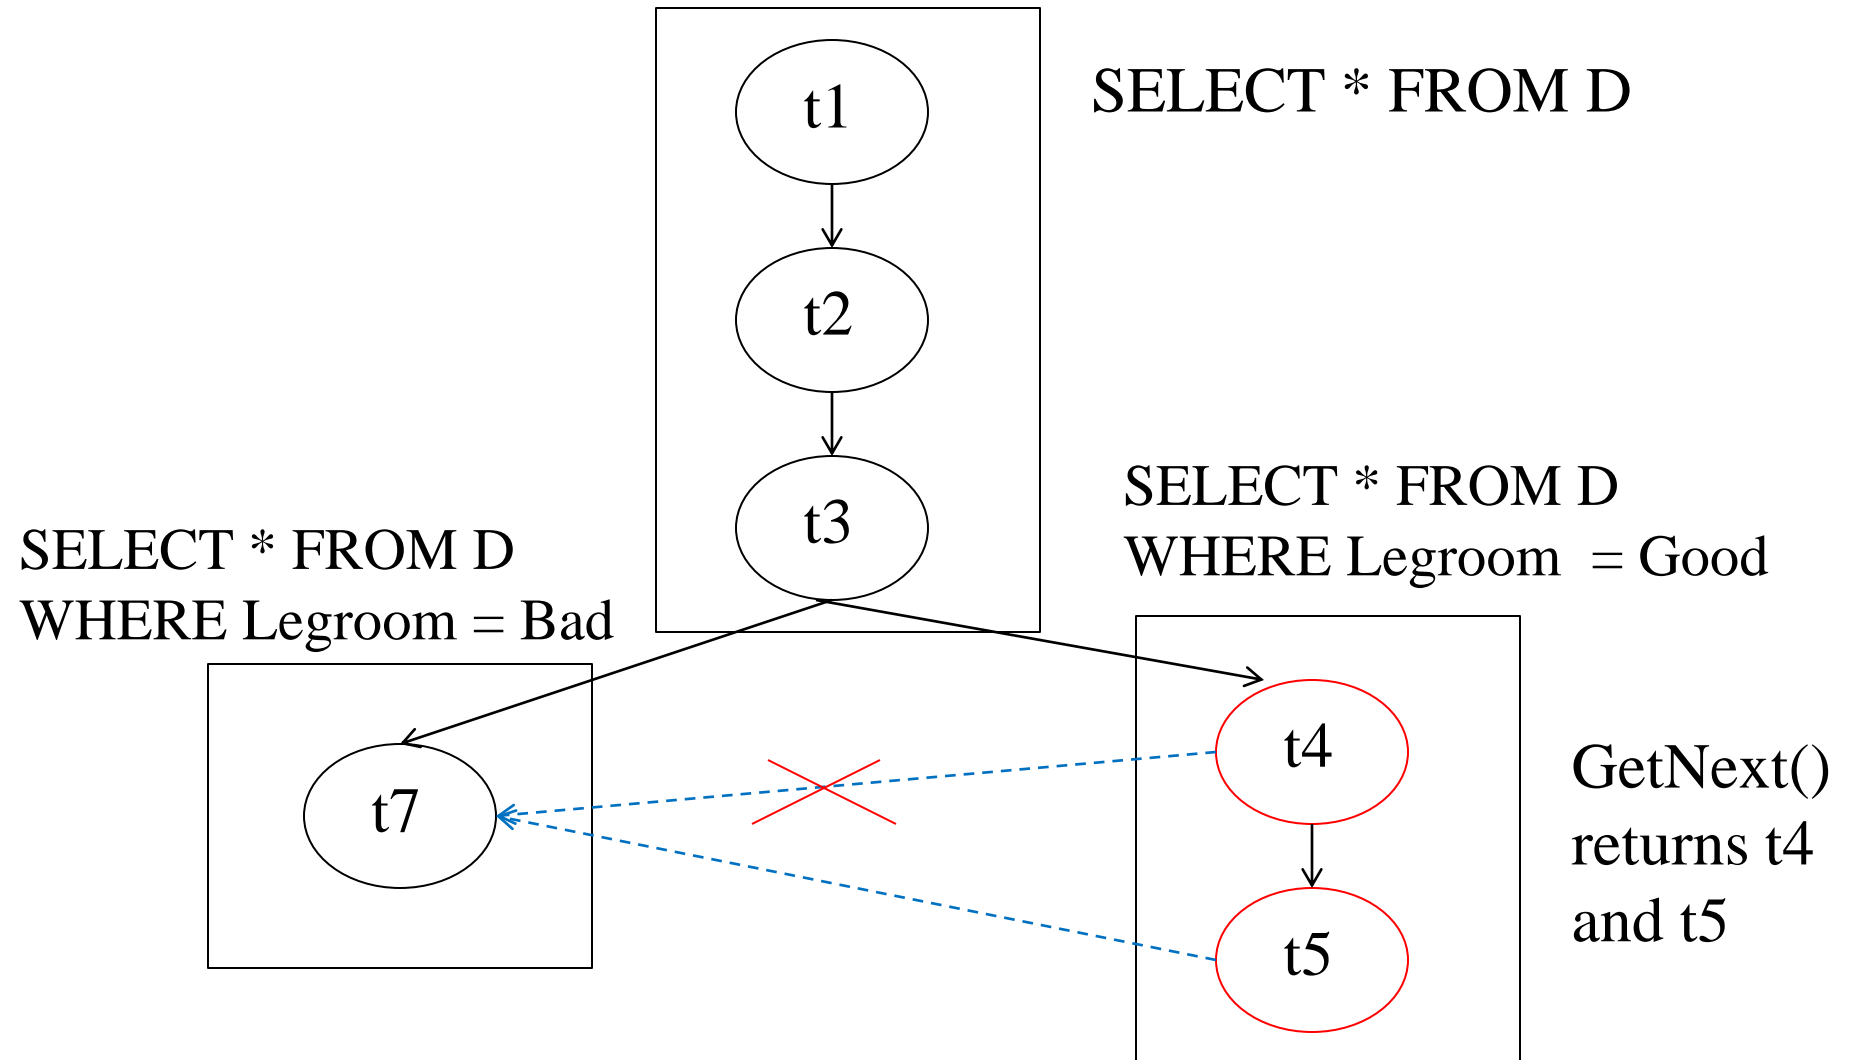 t1
SELECT * FROM D
t2
t3
SELECT * FROM D
WHERE Legroom = Good
SELECT * FROM D
WHERE Legroom = Bad
t4
t7
GetNext()
returns t4
and t5
t5